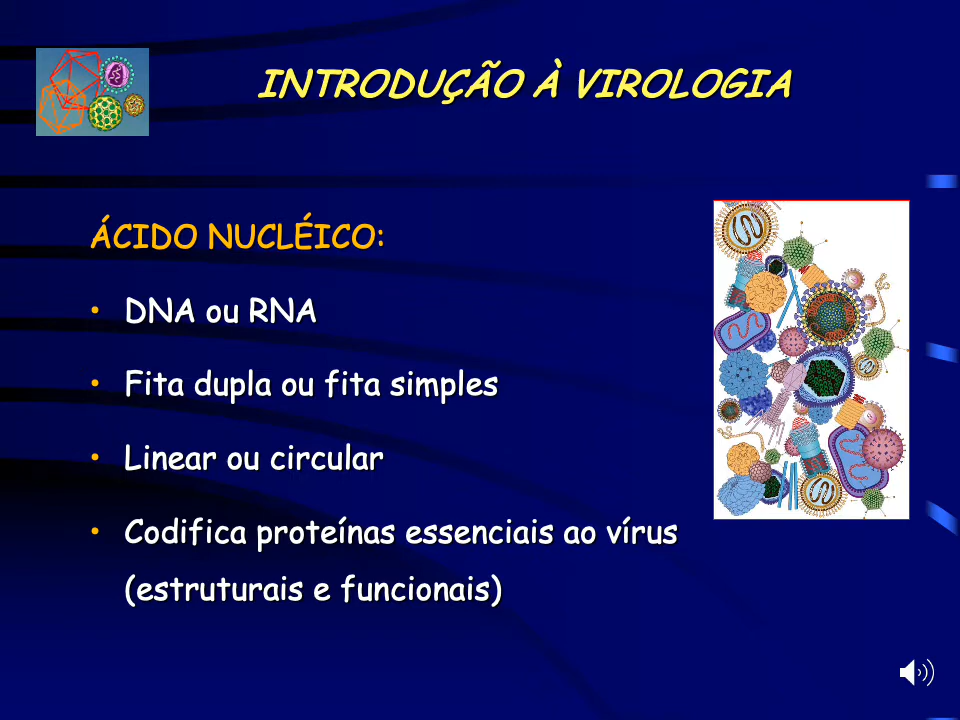 INTRODUÇÃO À VIROLOGIA
ÁCIDO NUCLÉICO:
• DNA ou RNA
• Fita dupla ou fita simples
• Linear ou circular
• Codifica proteínas essenciais ao vírus
(estruturais e funcionais)